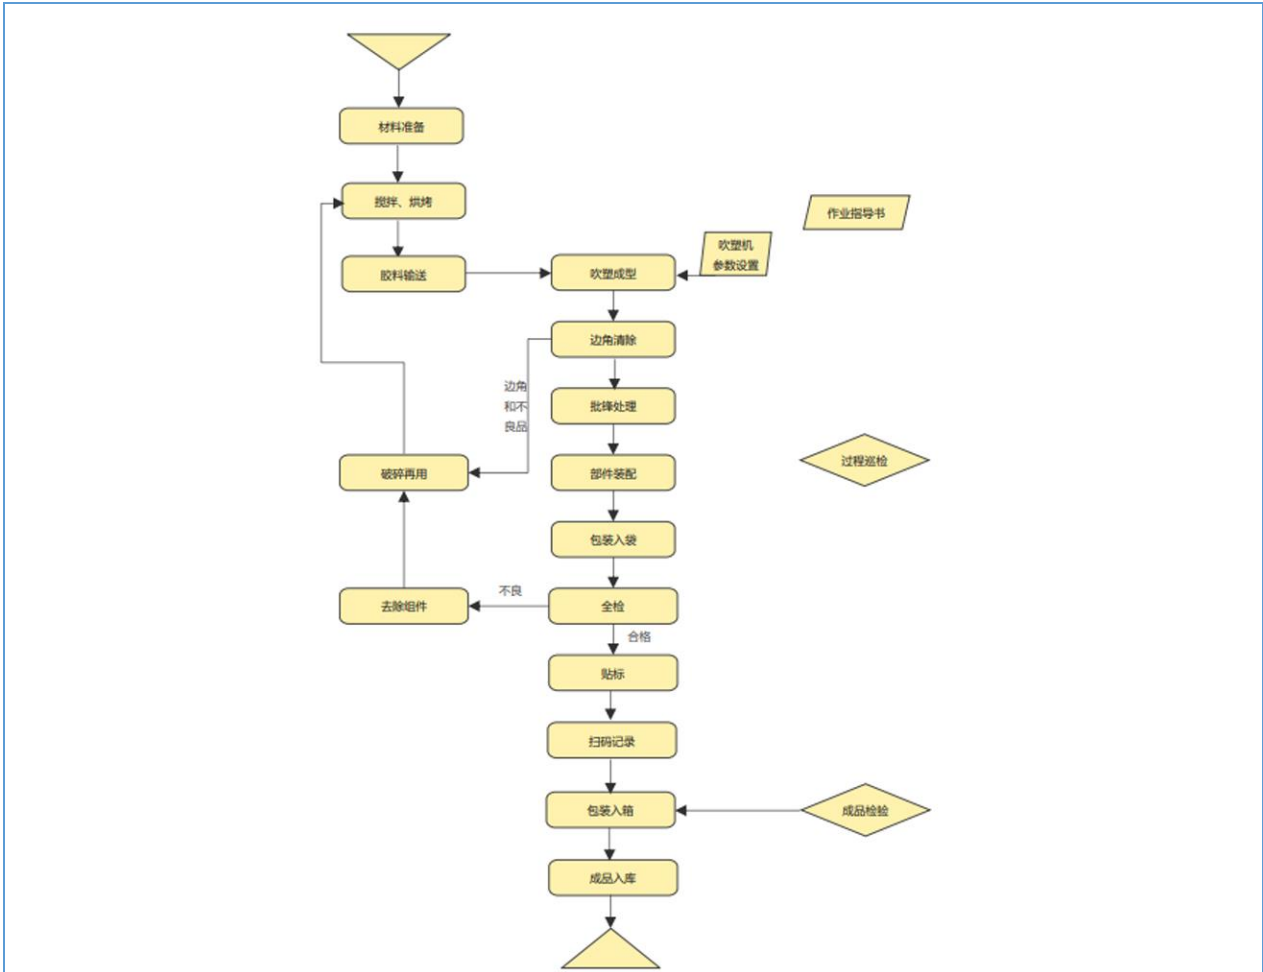 材料准备
搅拌、烘烤
作业指导书
吹塑机
参数设置
胶料输送
吹塑成型
边角清除
边角
和不
良品
批锋处理
破碎再用
部件装配
过程巡检
包装入袋
不良
去除组件
全检
合格
贴标
扫码记录
包装入箱
成品检验
成品入库